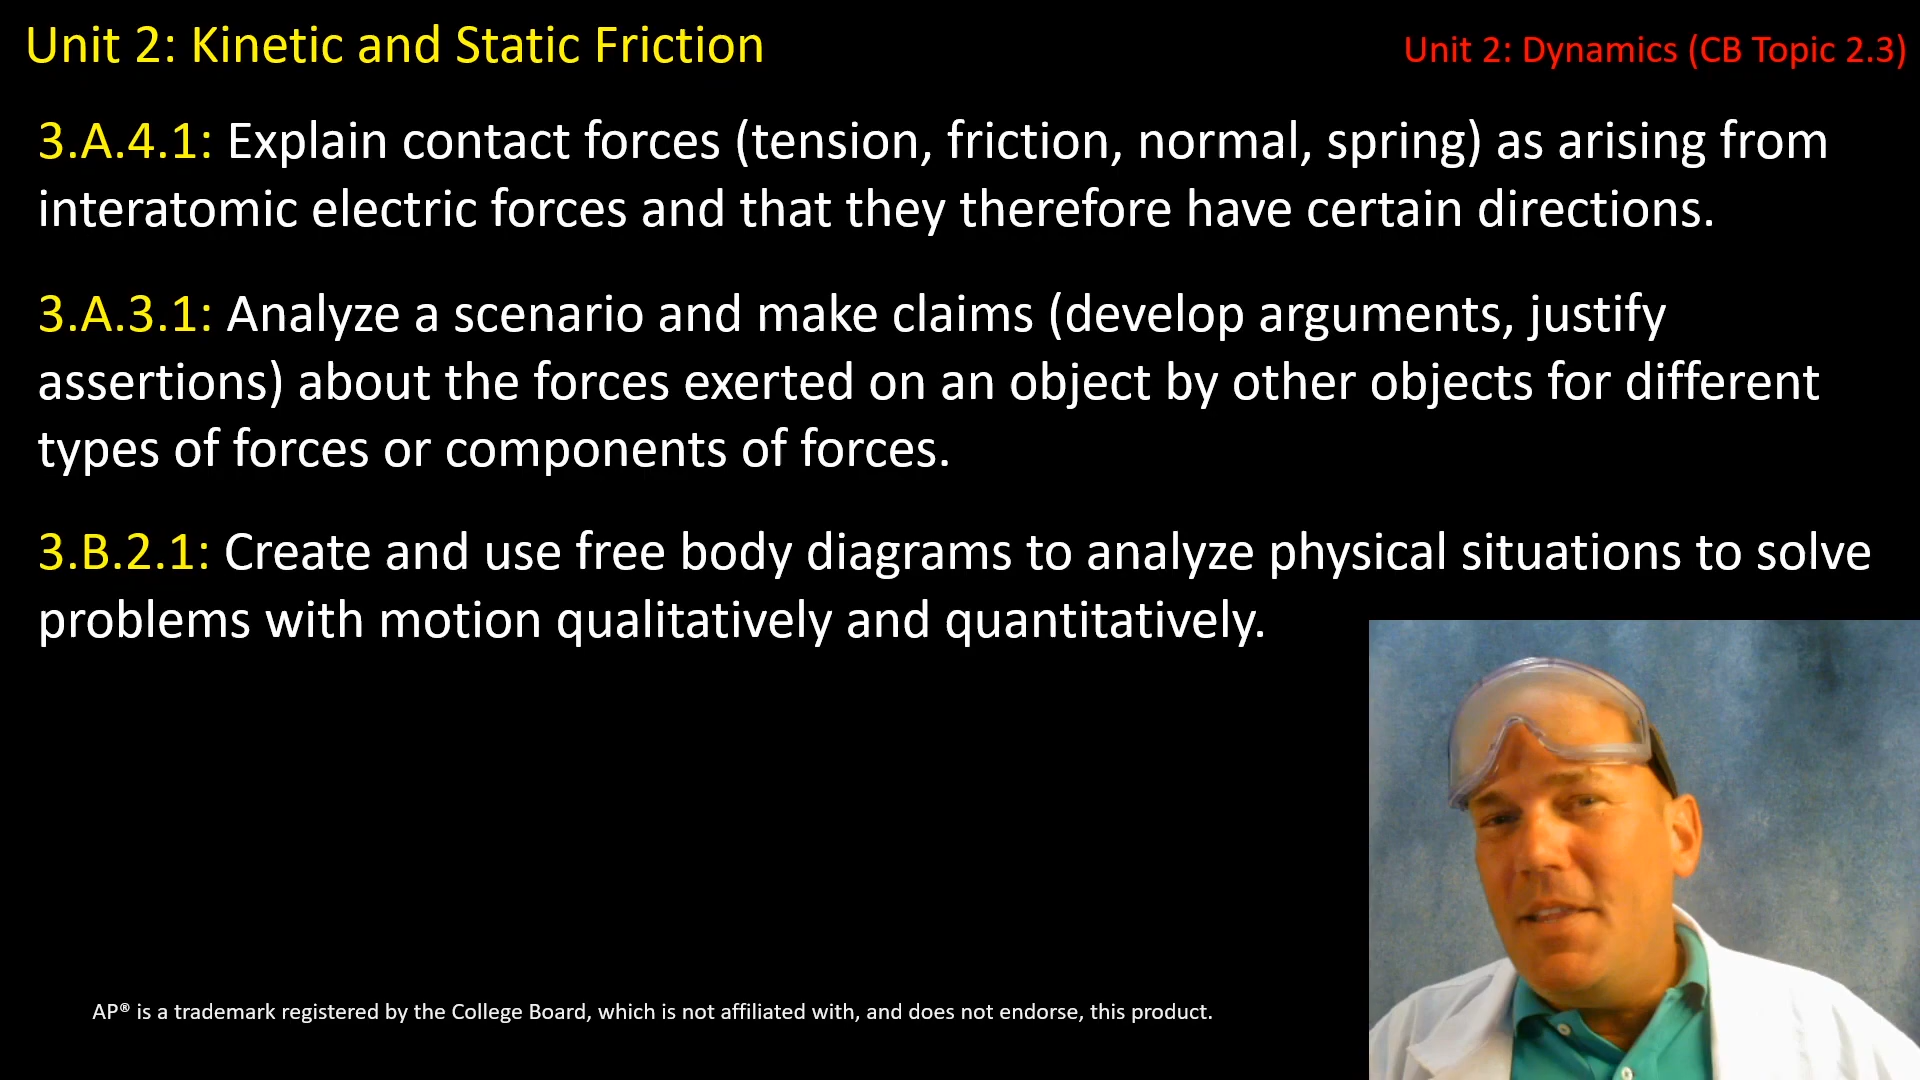 Unit 2: Kinetic and Static Friction
Unit 2: Dynamics (CB Topic 2.3)
3.A.4.1: Explain contact forces (tension, friction, normal, spring) as arising from
interatomic electric forces and that they therefore have certain directions.
3.A.3.1: Analyze a scenario and make claims (develop arguments, justify
assertions) about the forces exerted on an object by other objects for different
types of forces or components of forces.
3.B.2.1: Create and use free body diagrams to analyze physical situations to solve
problems with motion qualitatively and quantitatively.
AP® is a trademark registered by the College Board, which is not affiliated with, and does not endorse, this product.